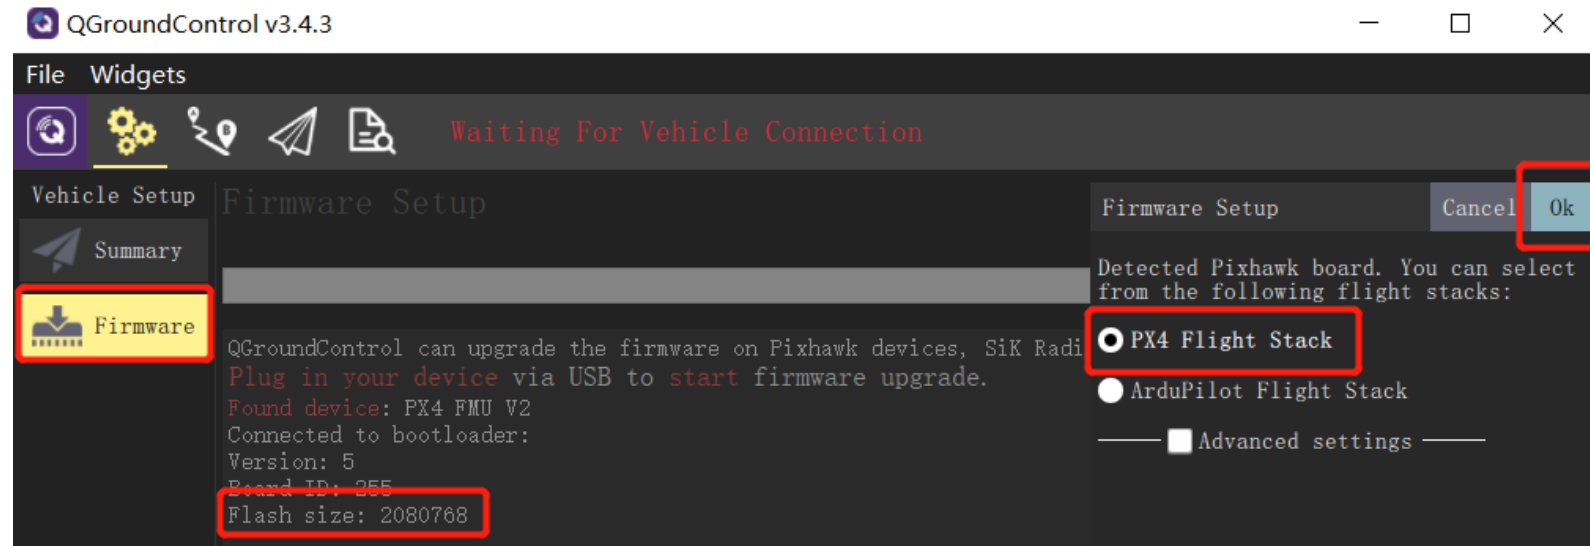 QGroundControl v3.4.3
File Widgets
Waiting For Vehicle Connection
Vehicle Setup
Summary
Firmware
Firmware Setup
QGroundControl can upgrade the firmware on Pixhawk devices, SiK Radi
Plug in your device via USB to start firmware upgrade.
Found device: PX4 FMU V2
Connected to bootloader:
Version: 5
Board ID: 255
Flash size: 2080768
Firmware Setup
Cancel
Ok
Detected Pixhawk board. You can select
from the following flight stacks:
PX4 Flight Stack
ArduPilot Flight Stack
Advanced settings